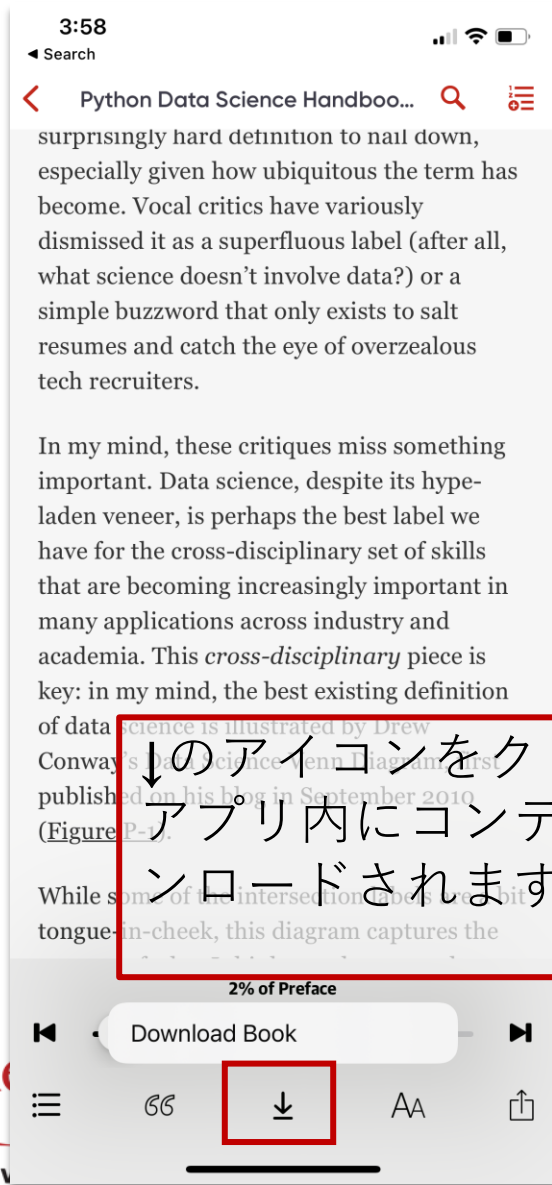 3:58
Search
Python Data Science Handboo...
surprisingly hard definition to nail down,
especially given how ubiquitous the term has
become. Vocal critics have variously
dismissed it as a superfluous label (after all,
what science doesn’t involve data?) or a
simple buzzword that only exists to salt
resumes and catch the eye of overzealous
tech recruiters.
In my mind, these critiques miss something
important. Data science, despite its hype-
laden veneer, is perhaps the best label we
have for the cross-disciplinary set of skills
that are becoming increasingly important in
many applications across industry and
academia. This cross-disciplinary piece is
key: in my mind, the best existing definition
of data science is illustrated by Drew
Conway’s Data Science Venn Diagram, first
published on his blog in September 2010
(Figure P-1).
While some of the intersection labels are a bit
tongue-in-cheek, this diagram captures the
↓のアイコンをク
アプリ内にコンテ
ンロードされます
2% of Preface
Download Book
AA